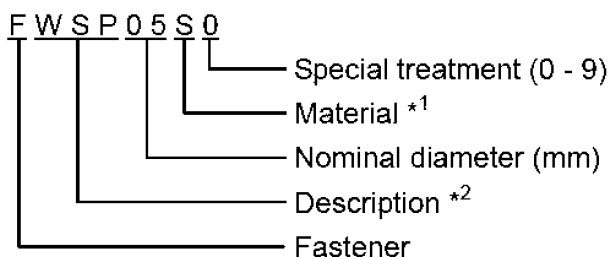 F W S P 0 5 S 0
Special treatment (0 - 9)
Material *1
Nominal diameter (mm)
Description *2
Fastener